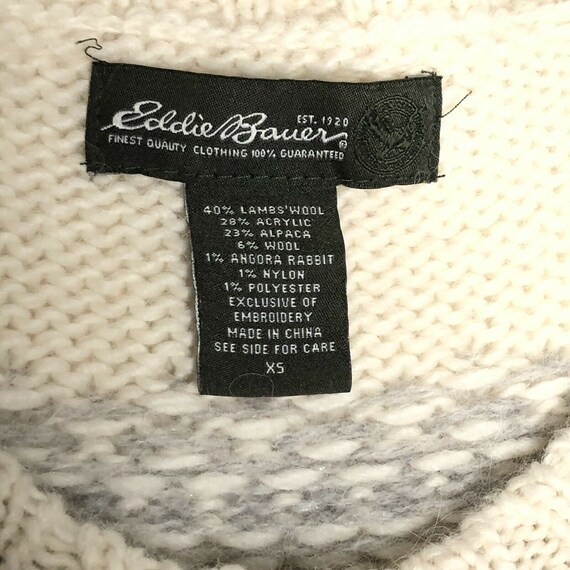 EST. 1920
Eddie Bauer®
FINEST QUALITY CLOTHING 100% GUARANTEED
40% LAMBS' WOOL
28% ACRYLIC
23% ALPACA
6% WOOL
1% ANGORA RABBIT
1% NYLON
1% POLYESTER
EXCLUSIVE OF
EMBROIDERY
MADE IN CHINA
SEE SIDE FOR CARE
XS